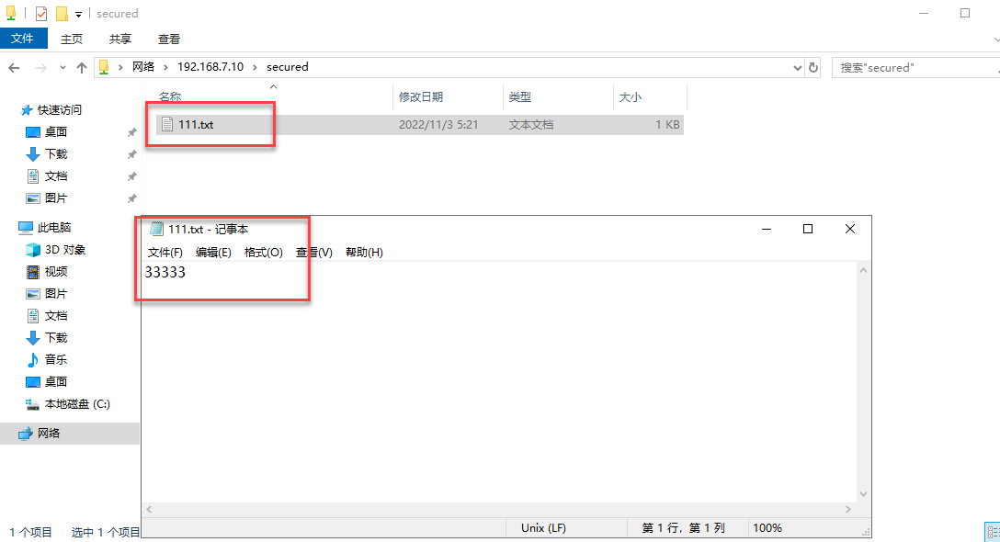 secured
文件 主页 共享 查看
网络 192.168.7.10 secured
搜索"secured"
名称 修改日期 类型 大小
111.txt 2022/11/3 5:21 文本文档 1 KB
快速访问
桌面
下载
文档
图片
此电脑
3D 对象
视频
图片
文档
下载
音乐
桌面
本地磁盘 (C:)
网络
1 个项目 选中 1 个项目
111.txt - 记事本
文件(F) 编辑(E) 格式(O) 查看(V) 帮助(H)
33333
Unix (LF) 第 1 行，第 1 列 100%